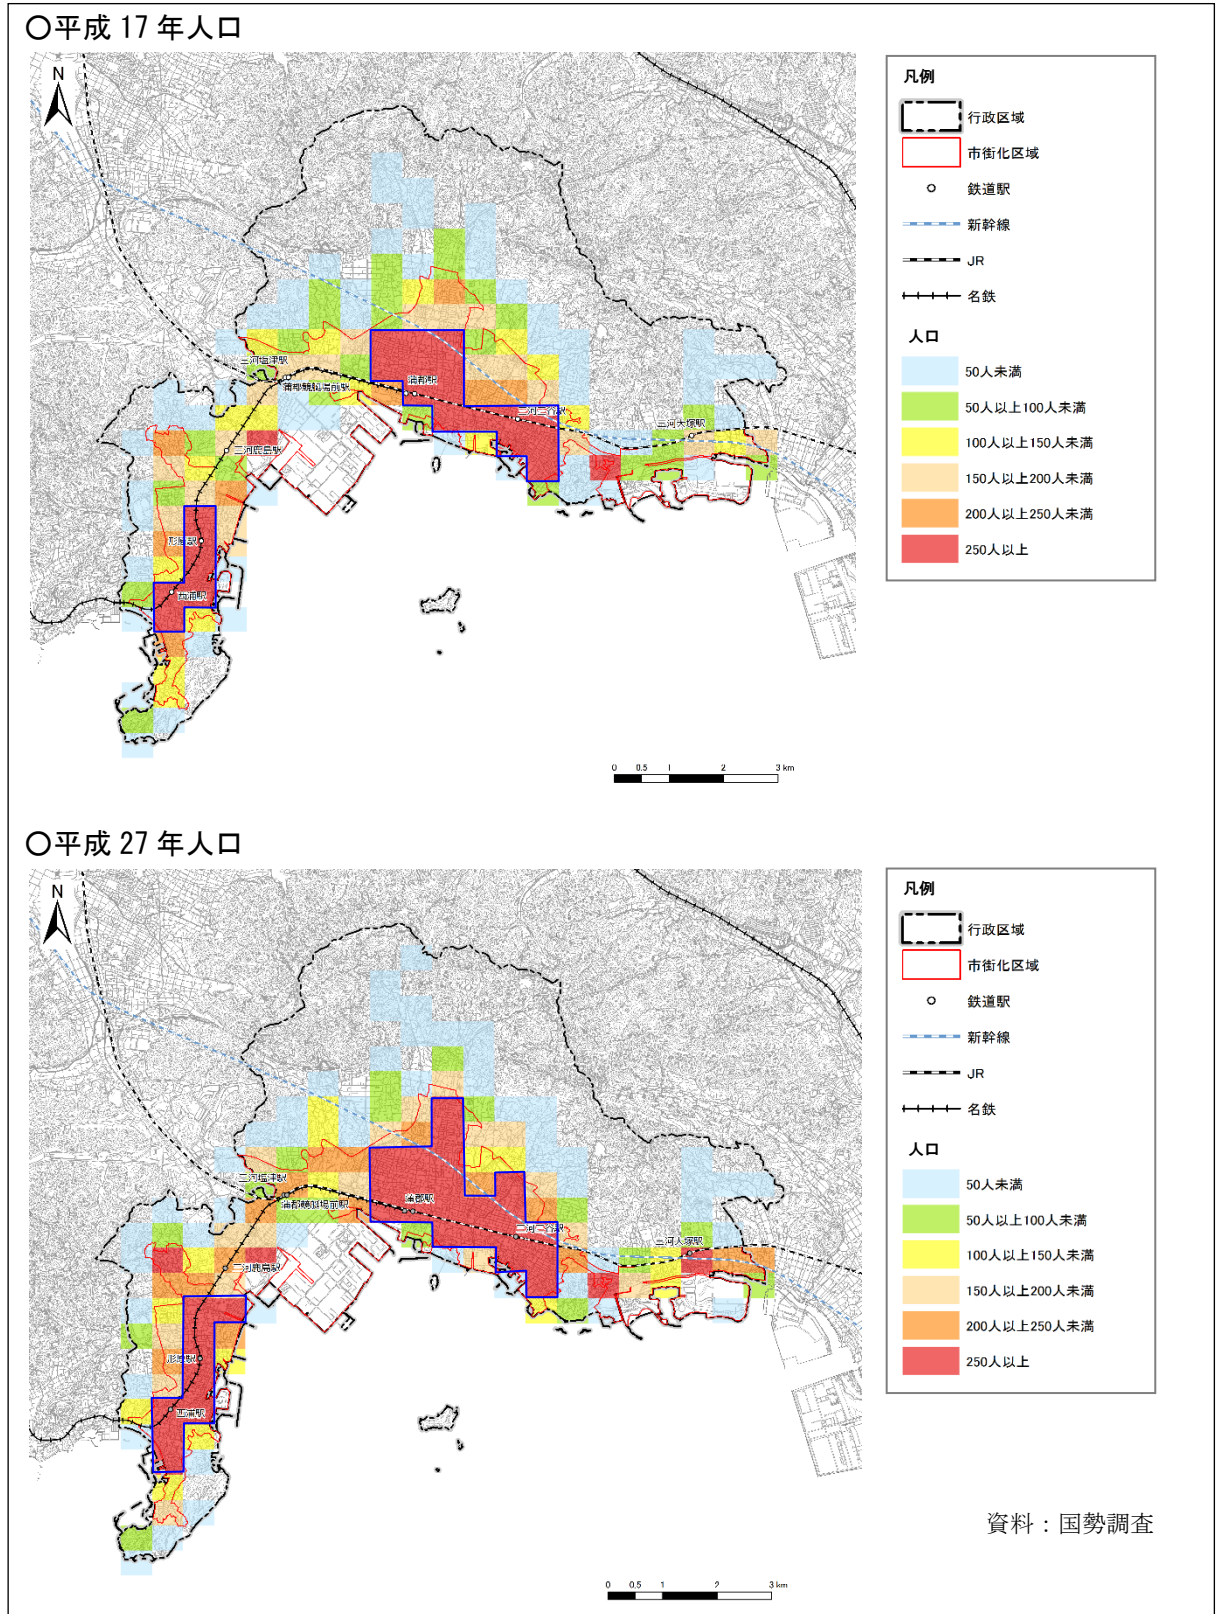 〇平成 17 年人口
N
三河塩津駅
蒲郡競艇場前駅
蒲郡駅
三河三谷駅
三河大塚駅
三河鹿島駅
形原駅
西浦駅
0 0.5 1 2 3 km
凡例
行政区域
市街化区域
鉄道駅
新幹線
JR
名鉄
人口
50人未満
50人以上100人未満
100人以上150人未満
150人以上200人未満
200人以上250人未満
250人以上
〇平成 27 年人口
N
三河塩津駅
蒲郡競艇場前駅
蒲郡駅
三河三谷駅
三河大塚駅
三河鹿島駅
形原駅
西浦駅
0 0.5 1 2 3 km
凡例
行政区域
市街化区域
鉄道駅
新幹線
JR
名鉄
人口
50人未満
50人以上100人未満
100人以上150人未満
150人以上200人未満
200人以上250人未満
250人以上
資料：国勢調査